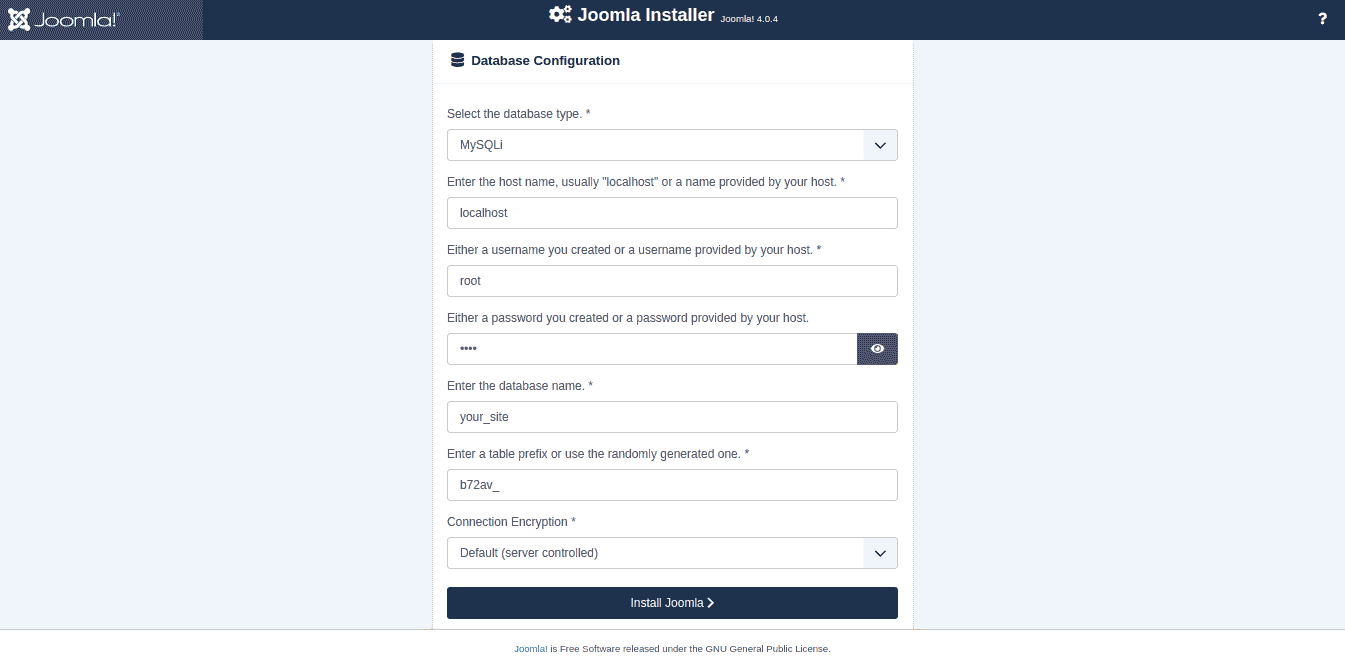 Joomla!®
Joomla Installer Joomla! 4.0.4
?
Database Configuration
Select the database type. *
MySQLi
Enter the host name, usually "localhost" or a name provided by your host. *
localhost
Either a username you created or a username provided by your host. *
root
Either a password you created or a password provided by your host.
••••
Enter the database name. *
your_site
Enter a table prefix or use the randomly generated one. *
b72av_
Connection Encryption *
Default (server controlled)
Install Joomla
Joomla! is Free Software released under the GNU General Public License.